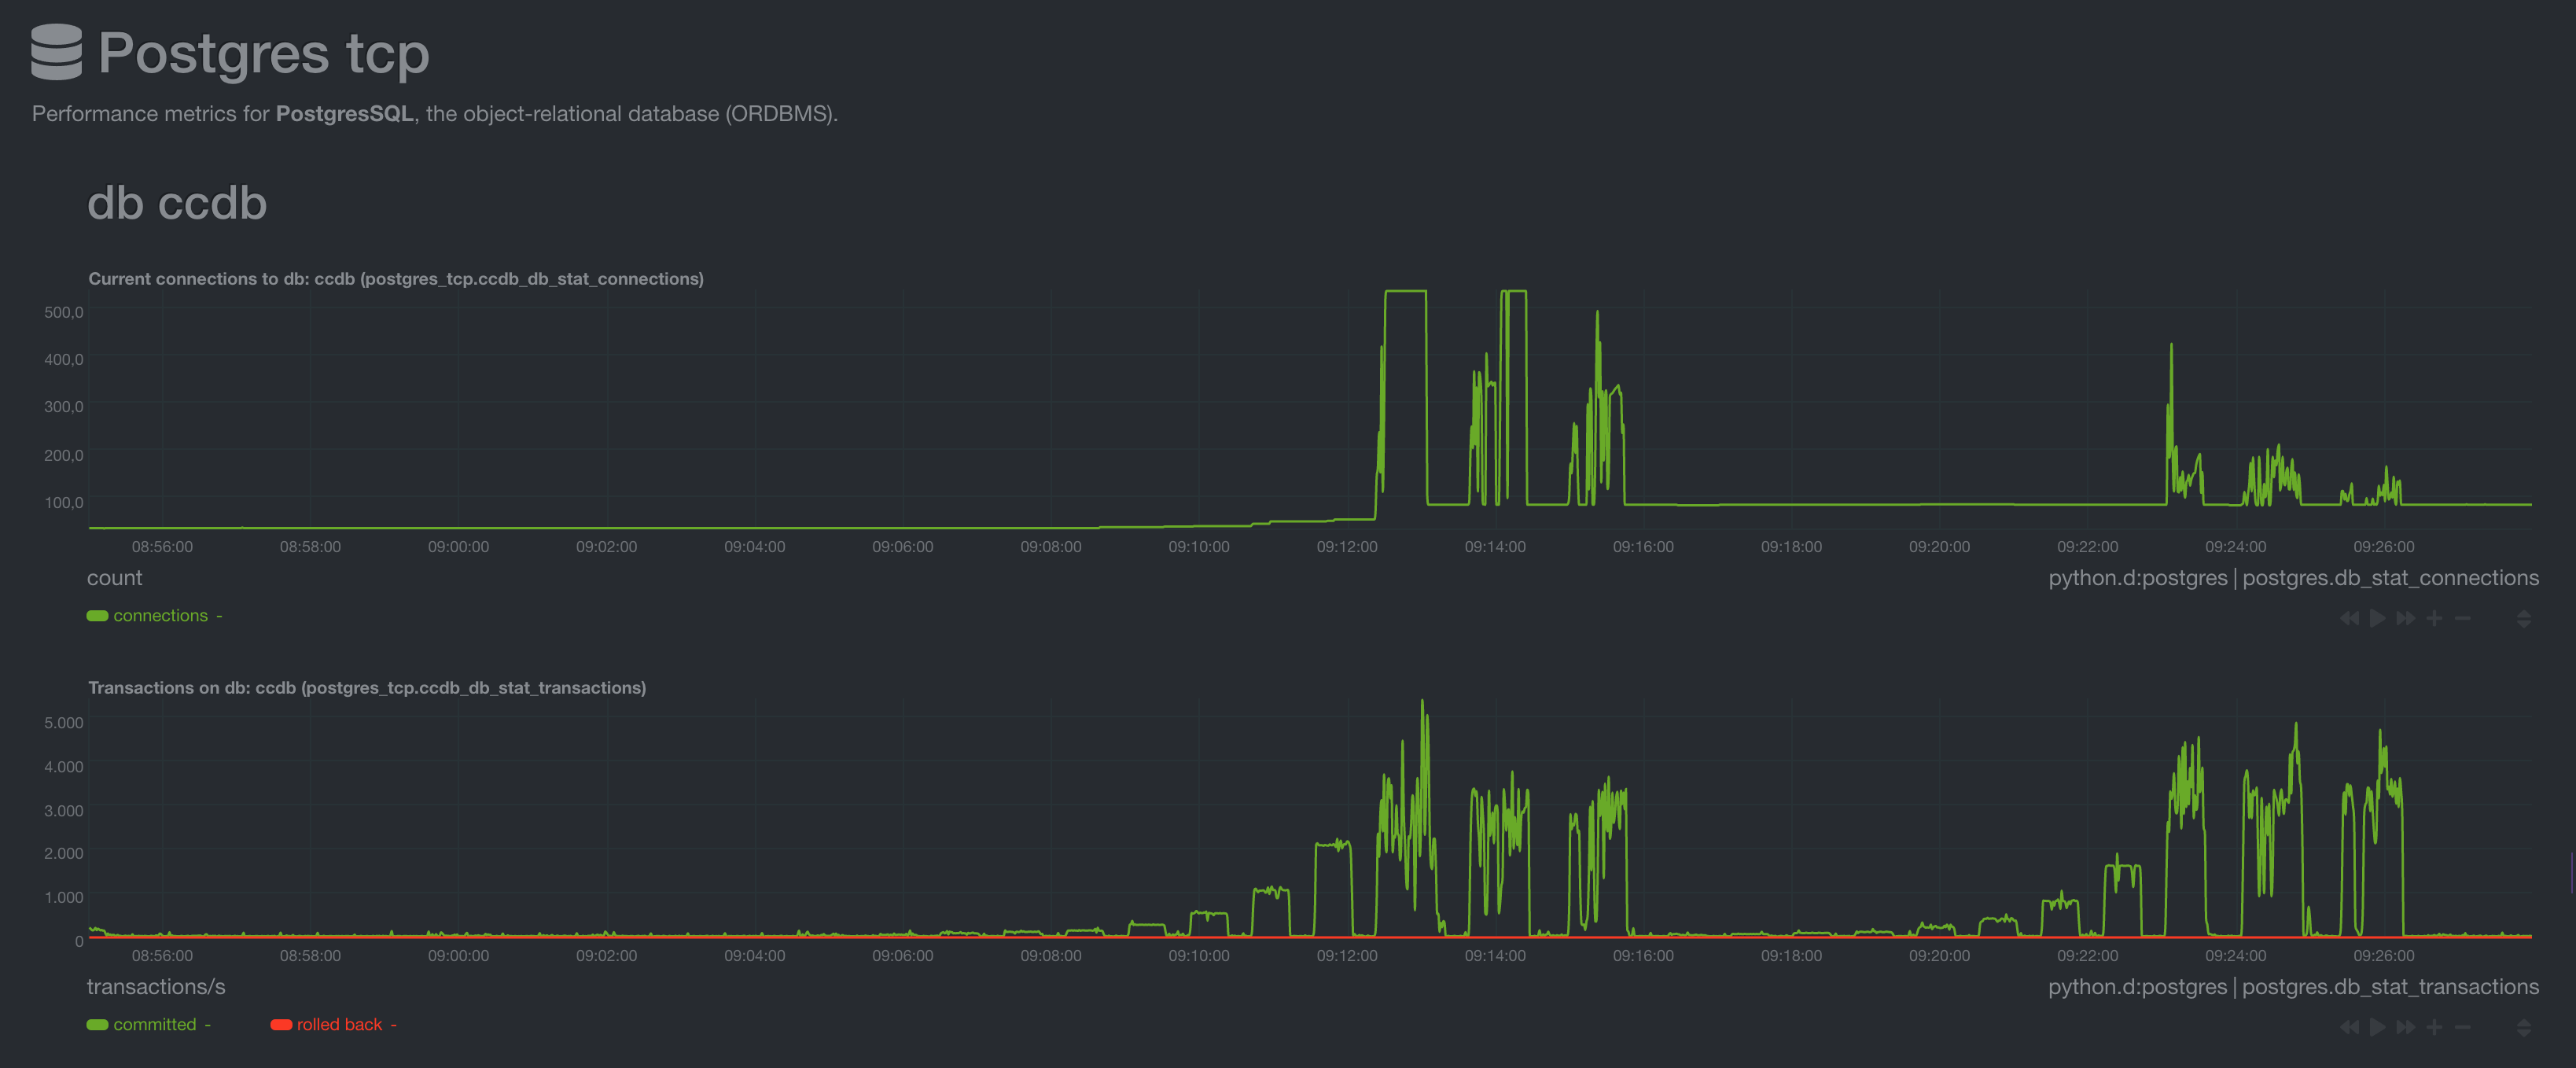 Postgres tcp
Performance metrics for PostgresSQL, the object-relational database (ORDBMS).
db ccdb
Current connections to db: ccdb (postgres_tcp.ccdb_db_stat_connections)
500,0
400,0
300,0
200,0
100,0
08:56:00 08:58:00 09:00:00 09:02:00 09:04:00 09:06:00 09:08:00 09:10:00 09:12:00 09:14:00 09:16:00 09:18:00 09:20:00 09:22:00 09:24:00 09:26:00
count python.d:postgres | postgres.db_stat_connections
connections -
Transactions on db: ccdb (postgres_tcp.ccdb_db_stat_transactions)
5.000
4.000
3.000
2.000
1.000
0
08:56:00 08:58:00 09:00:00 09:02:00 09:04:00 09:06:00 09:08:00 09:10:00 09:12:00 09:14:00 09:16:00 09:18:00 09:20:00 09:22:00 09:24:00 09:26:00
transactions/s python.d:postgres | postgres.db_stat_transactions
committed - rolled back -